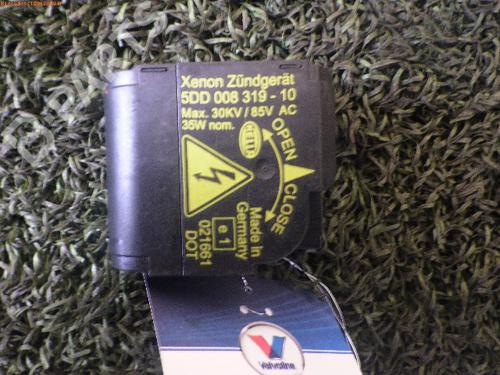 Xenon Zündgerät
5DD 008 319 - 10
Max. 30KV / 85V AC
35W nom.
HELLA
OPEN
CLOSE
Made in
Germany
e 1
021661
DOT
Valvoline